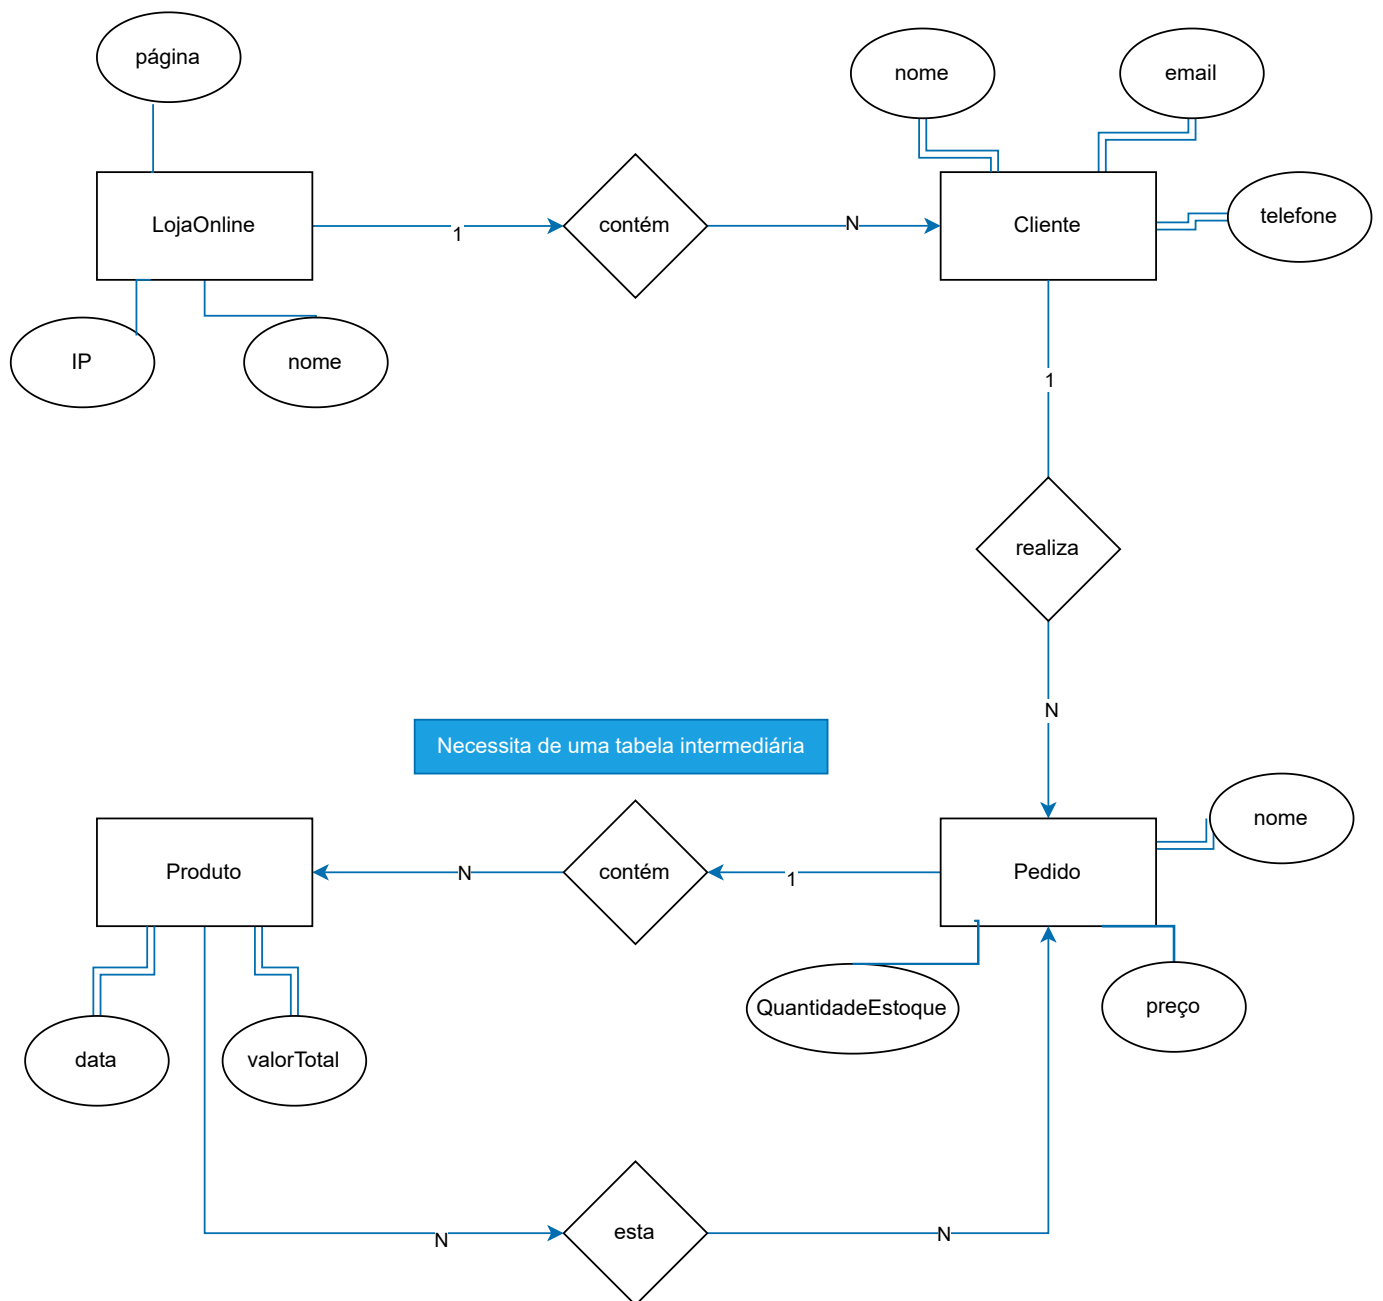 página
nome
email
LojaOnline
1
contém
N
Cliente
telefone
IP
nome
1
realiza
N
Necessita de uma tabela intermediária
nome
Produto
N
contém
1
Pedido
QuantidadeEstoque
preço
data
valorTotal
N
esta
N